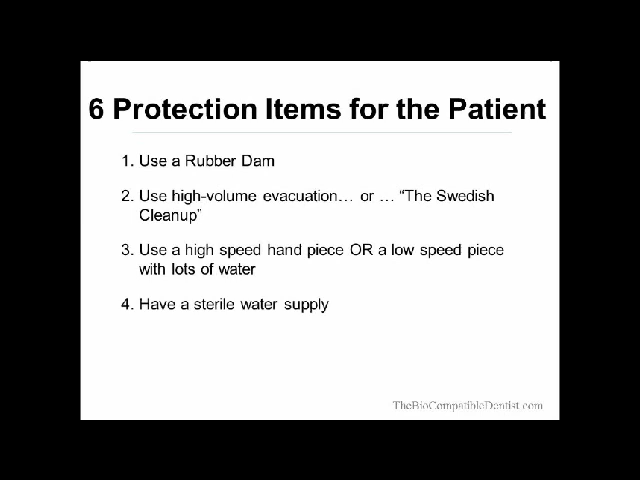 6 Protection Items for the Patient
1. Use a Rubber Dam
2. Use high-volume evacuation… or … “The Swedish
Cleanup”
3. Use a high speed hand piece OR a low speed piece
with lots of water
4. Have a sterile water supply
TheBioCompatibleDentist.com